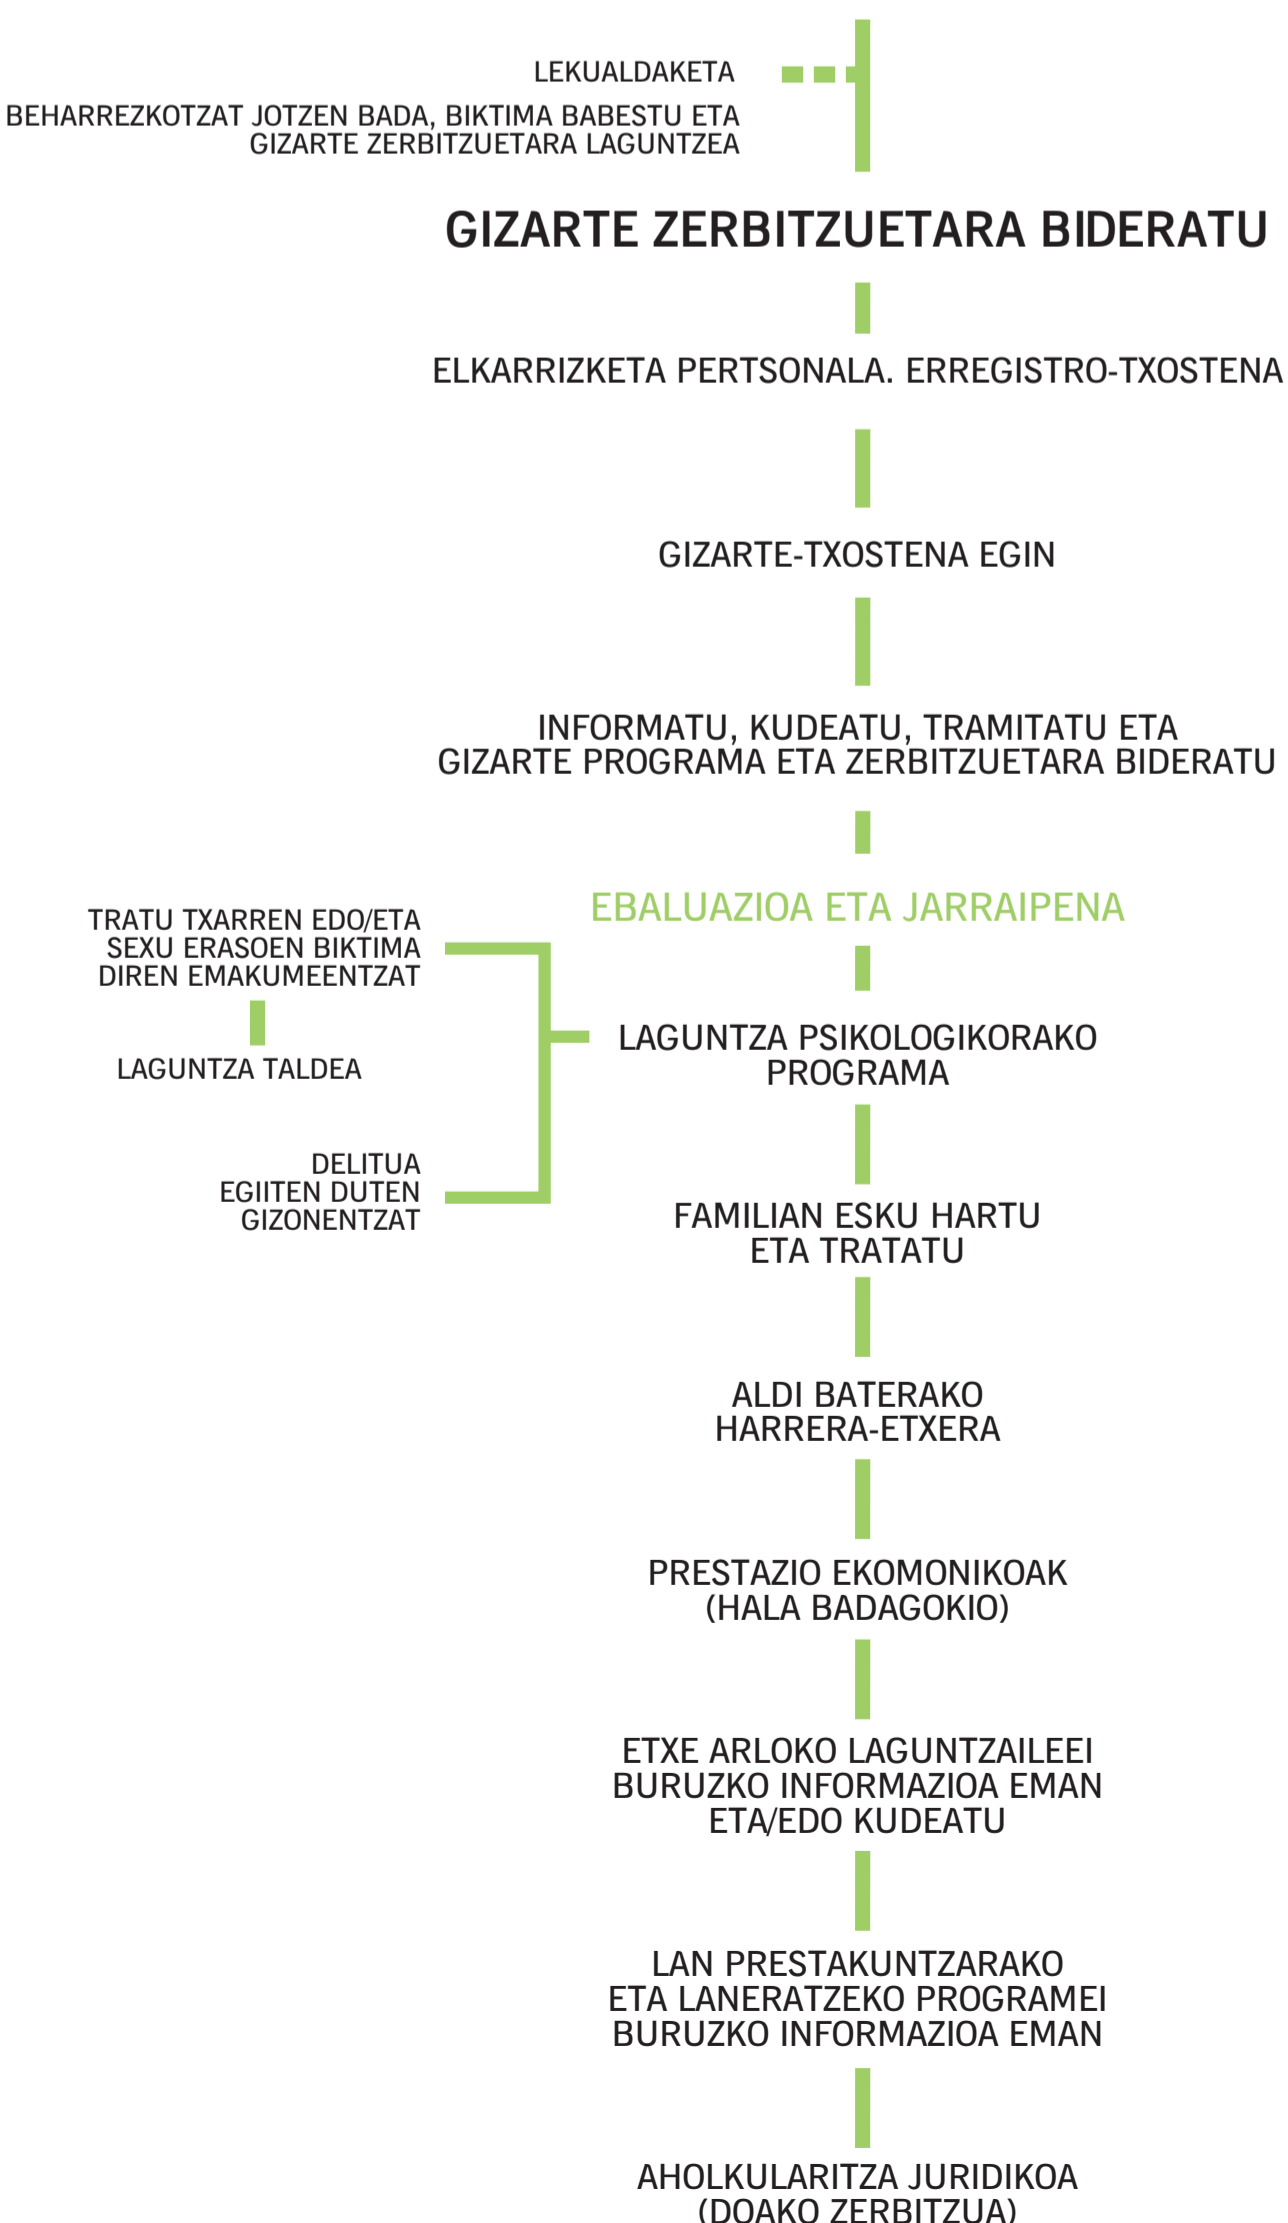 LEKUALDAKETA
BEHARREZKOTZAT JOTZEN BADA, BIKTIMA BABESTU ETA
GIZARTE ZERBITZUETARA LAGUNTZEA
GIZARTE ZERBITZUETARA BIDERATU
ELKARRIZKETA PERTSONALA. ERREGISTRO-TXOSTENA
GIZARTE-TXOSTENA EGIN
INFORMATU, KUDEATU, TRAMITATU ETA
GIZARTE PROGRAMA ETA ZERBITZUETARA BIDERATU
EBALUAZIOA ETA JARRAIPENA
TRATU TXARREN EDO/ETA
SEXU ERASOEN BIKTIMA
DIREN EMAKUMEENTZAT
LAGUNTZA TALDEA
LAGUNTZA PSIKOLOGIKORAKO
PROGRAMA
DELITUA
EGIITEN DUTEN
GIZONENTZAT
FAMILIAN ESKU HARTU
ETA TRATATU
ALDI BATERAKO
HARRERA-ETXERA
PRESTAZIO EKOMONIKOAK
(HALA BADAGOKIO)
ETXE ARLOKO LAGUNTZAILEEI
BURUZKO INFORMAZIOA EMAN
ETA/EDO KUDEATU
LAN PRESTAKUNTZARAKO
ETA LANERATZEKO PROGRAMEI
BURUZKO INFORMAZIOA EMAN
AHOLKULARITZA JURIDIKOA
(DOAKO ZERBITZUA)